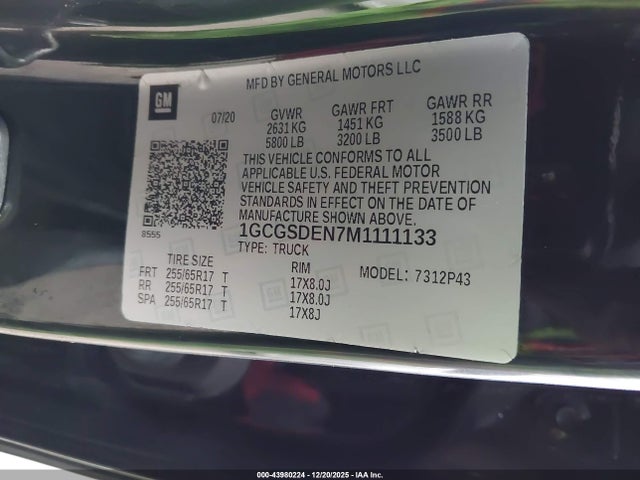 MFD BY GENERAL MOTORS LLC
GM
07/20 GVWR GAWR FRT GAWR RR
2631 KG 1451 KG 1588 KG
5800 LB 3200 LB 3500 LB
THIS VEHICLE CONFORMS TO ALL
APPLICABLE U.S. FEDERAL MOTOR
VEHICLE SAFETY AND THEFT PREVENTION
STANDARDS IN EFFECT ON THE DATE OF
MANUFACTURE SHOWN ABOVE.
8555
1GCGSDEN7M1111133
TYPE: TRUCK
TIRE SIZE RIM MODEL: 7312P43
FRT 255/65R17 T 17X8.0J
RR 255/65R17 T 17X8.0J
SPA 255/65R17 T 17X8J
000-43980224 - 12/20/2025 - IAA Inc.